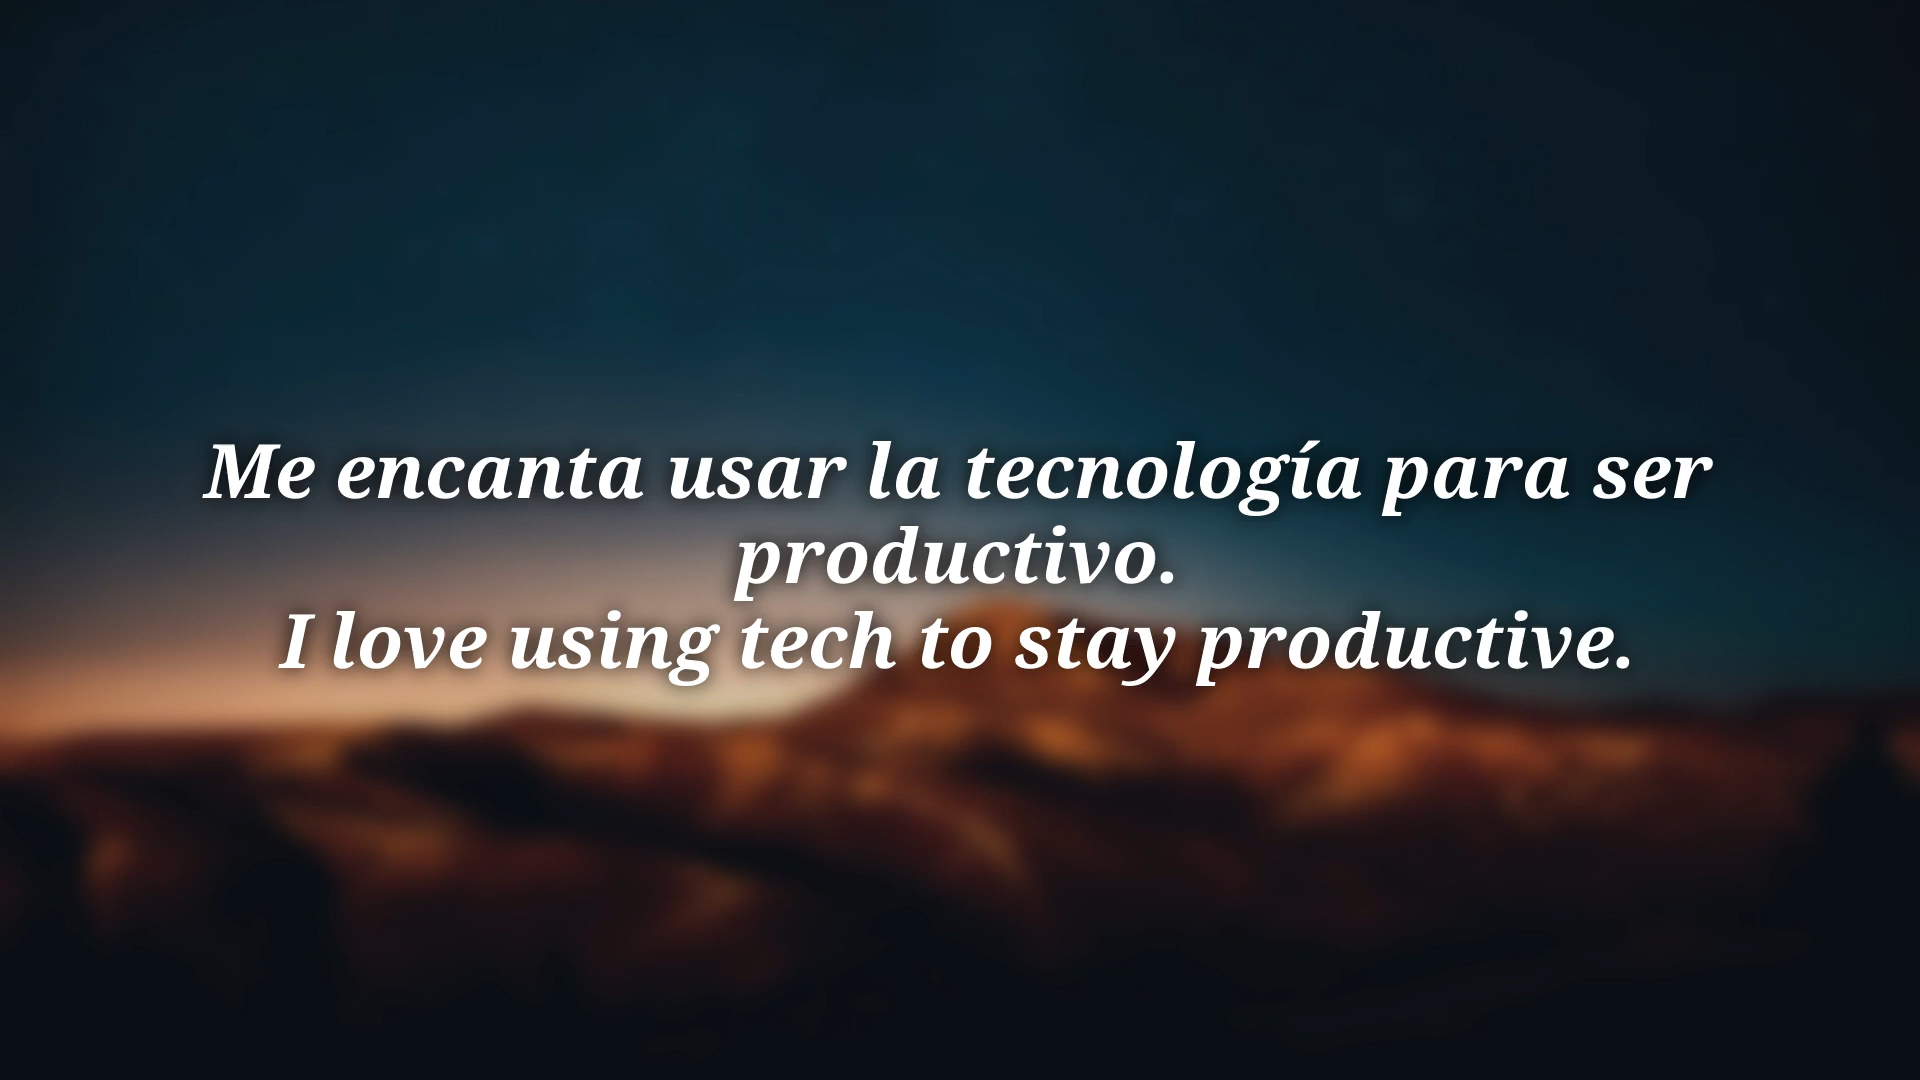 Me encanta usar la tecnología para ser
productivo.
I love using tech to stay productive.